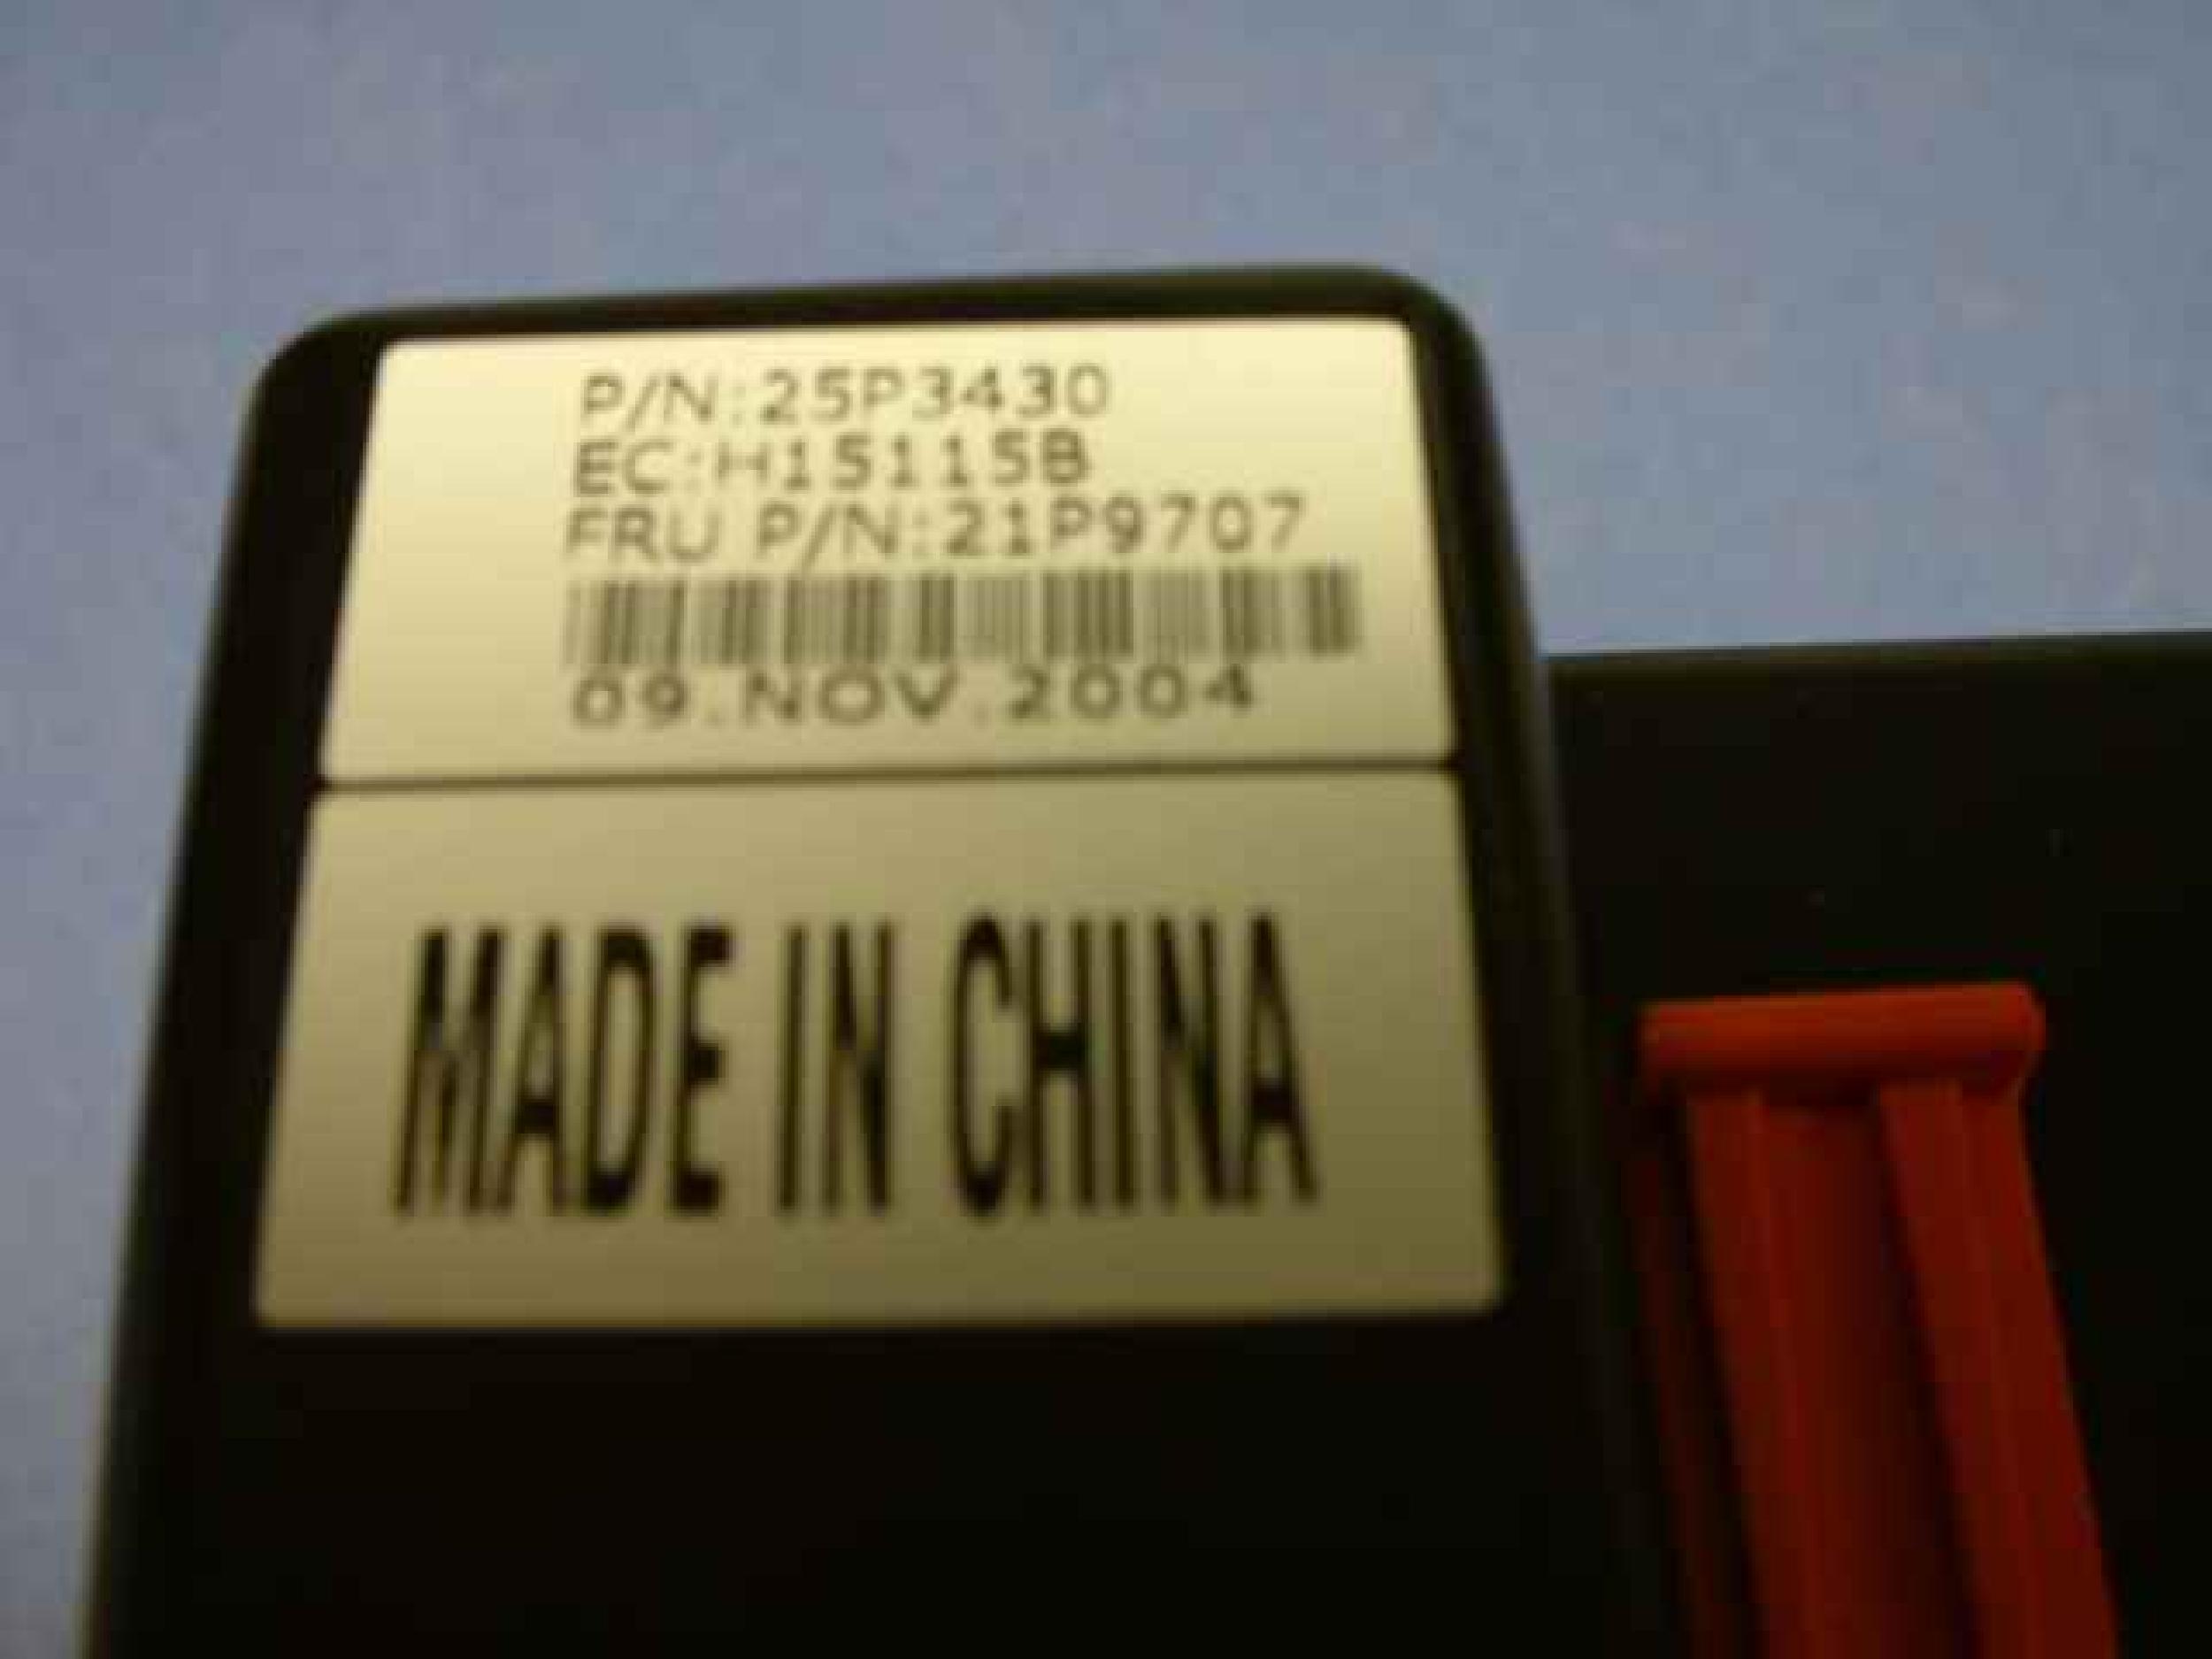 P/N:25P3430
EC:H15115B
FRU P/N:21P9707
09.NOV.2004
MADE IN CHINA